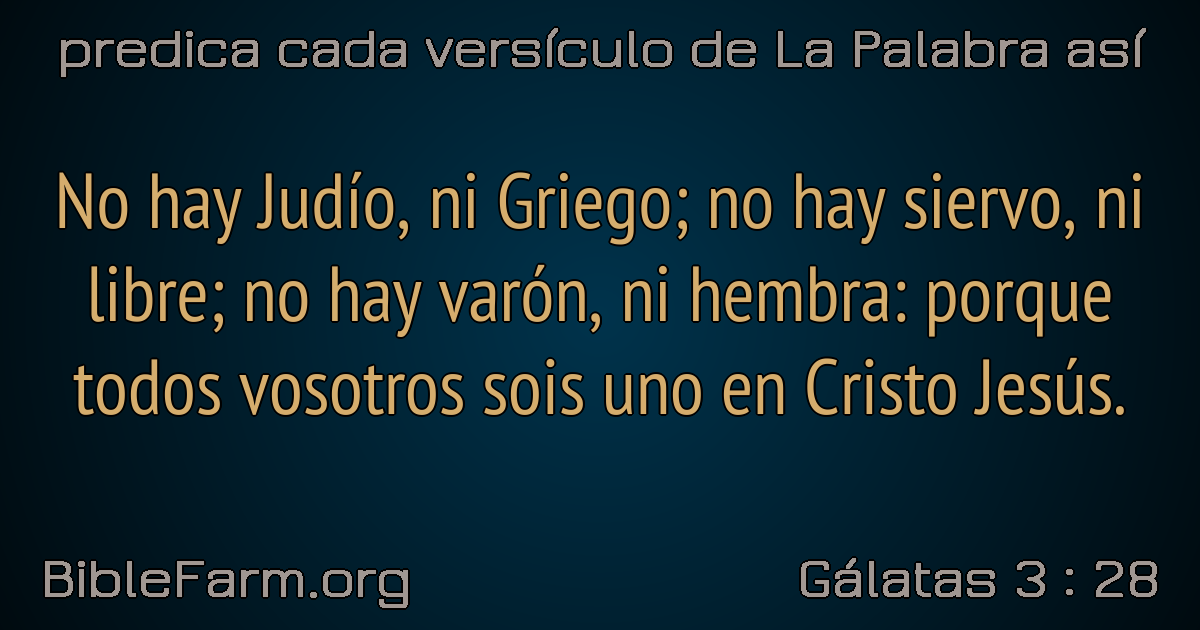 predica cada versículo de La Palabra así
No hay Judío, ni Griego; no hay siervo, ni
libre; no hay varón, ni hembra: porque
todos vosotros sois uno en Cristo Jesús.
BibleFarm.org
Gálatas 3 : 28